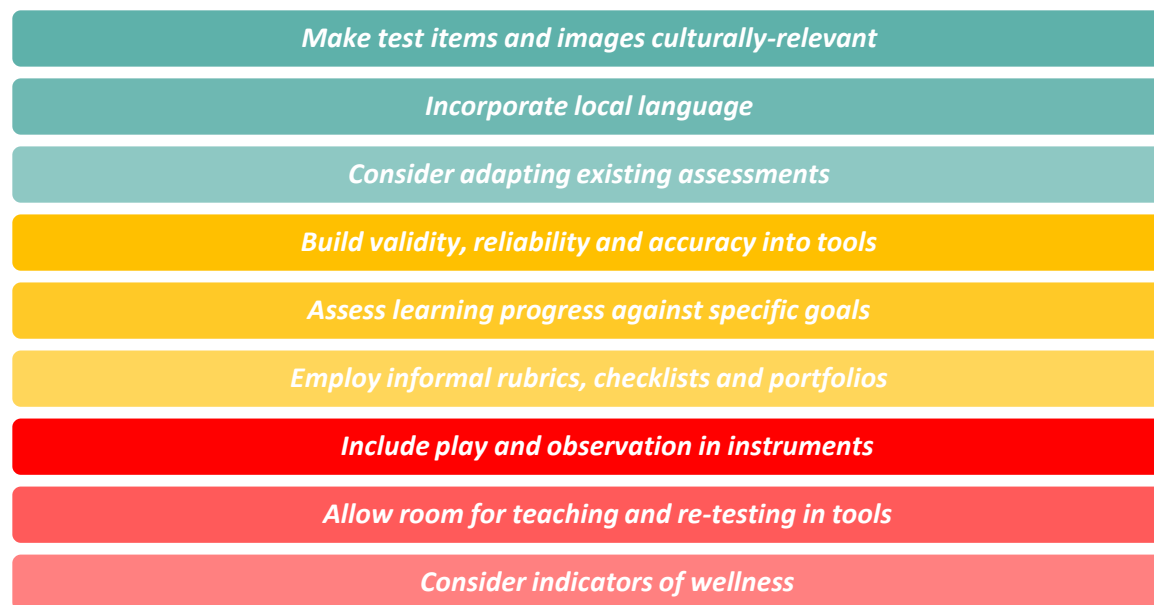 Make test items and images culturally-relevant
Incorporate local language
Consider adapting existing assessments
Build validity, reliability and accuracy into tools
Assess learning progress against specific goals
Employ informal rubrics, checklists and portfolios
Include play and observation in instruments
Allow room for teaching and re-testing in tools
Consider indicators of wellness